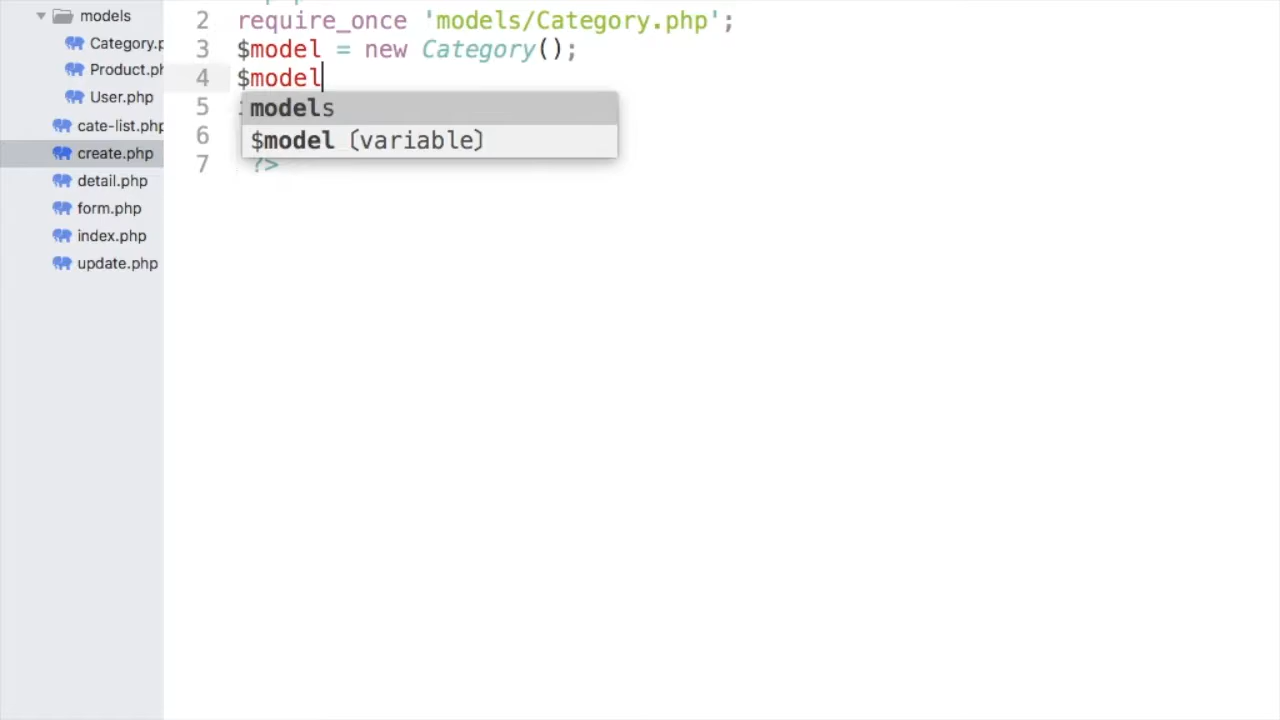 models
Category.p
Product.ph
User.php
cate-list.php
create.php
detail.php
form.php
index.php
update.php
2 require_once 'models/Category.php';
3 $model = new Category();
4 $model
5
models
6
$model (variable)
7 ?>